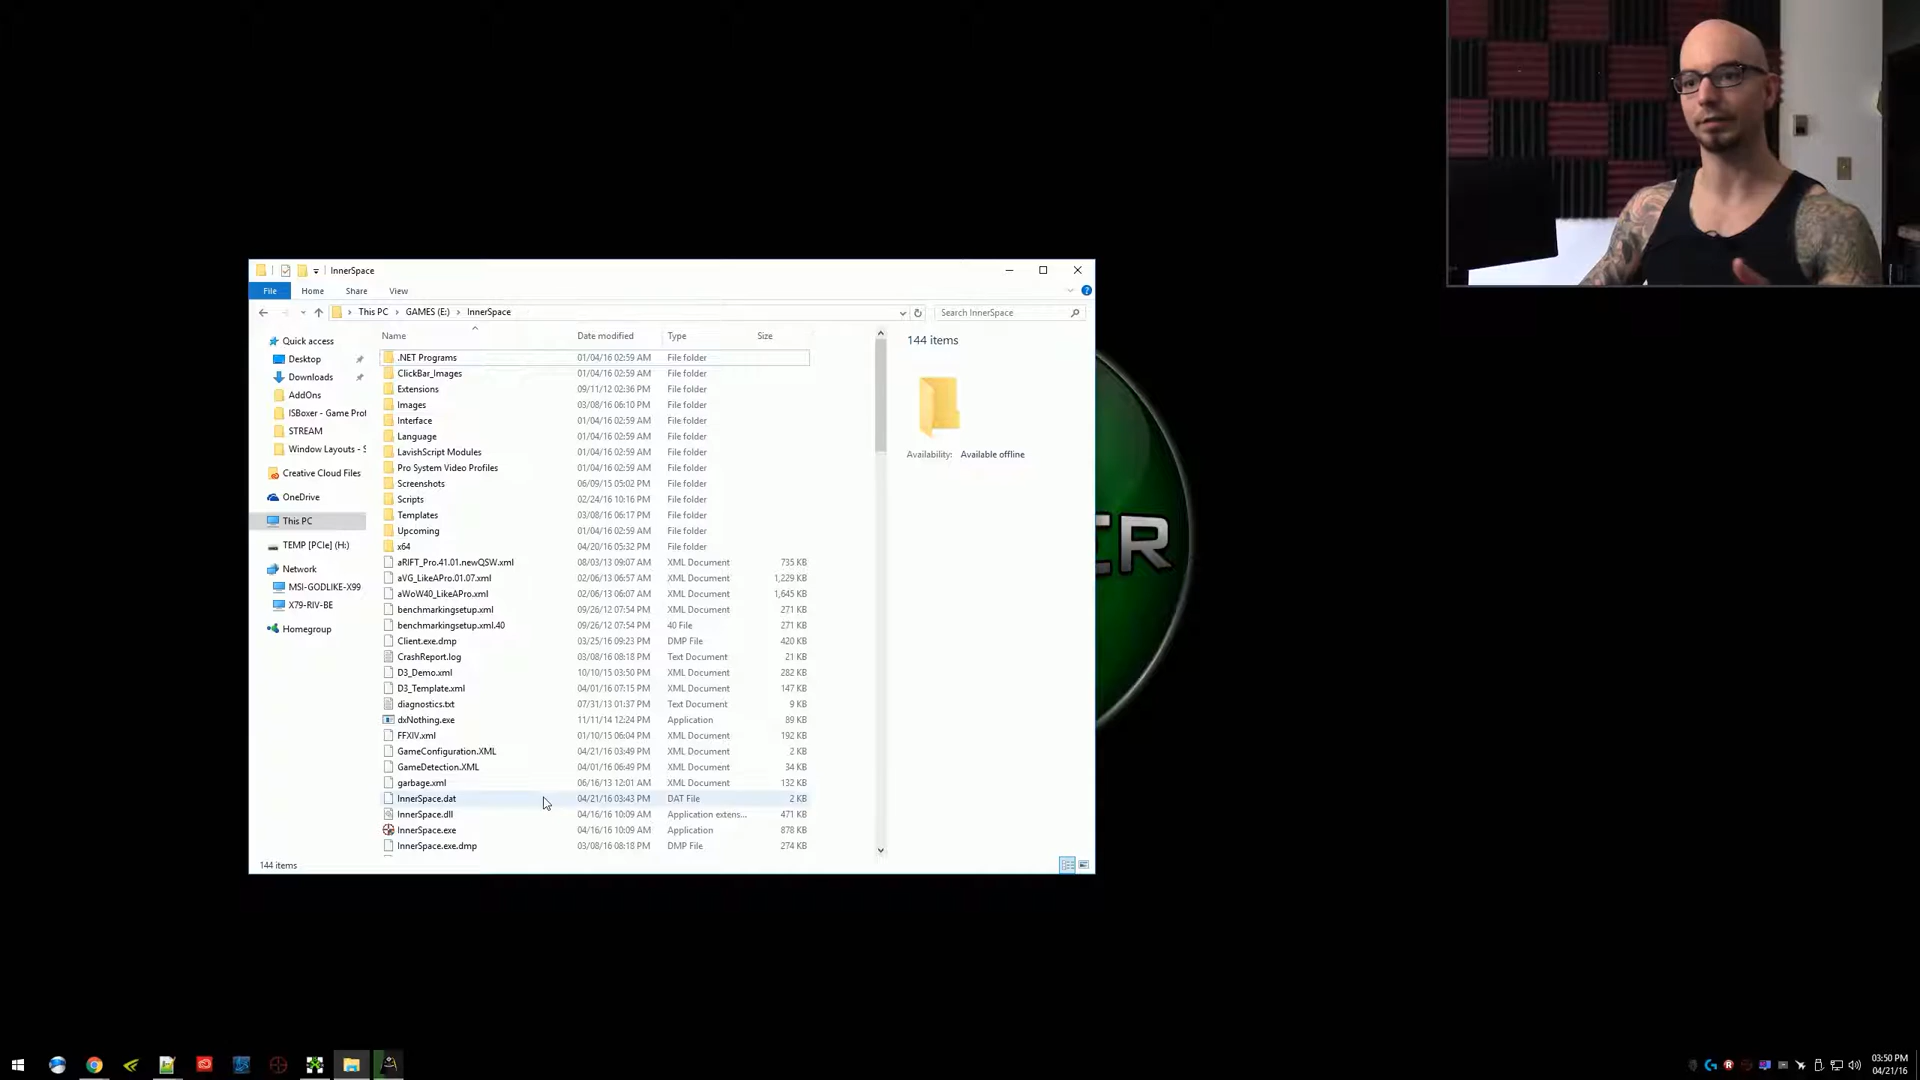 InnerSpace
File Home Share View
This PC GAMES (E:) InnerSpace Search InnerSpace
Name Date modified Type Size
Quick access
Desktop
Downloads
AddOns
ISBoxer - Game Prof
STREAM
Window Layouts - S
Creative Cloud Files
OneDrive
This PC
TEMP [PCIe] (H:)
Network
MSI-GODLIKE-X99
X79-RIV-BE
Homegroup
.NET Programs 01/04/16 02:59 AM File folder
ClickBar_Images 01/04/16 02:59 AM File folder
Extensions 09/11/12 02:36 PM File folder
Images 03/08/16 06:10 PM File folder
Interface 01/04/16 02:59 AM File folder
Language 01/04/16 02:59 AM File folder
LavishScript Modules 01/04/16 02:59 AM File folder
Pro System Video Profiles 01/04/16 02:59 AM File folder
Screenshots 06/09/15 05:02 PM File folder
Scripts 02/24/16 10:16 PM File folder
Templates 03/08/16 06:17 PM File folder
Upcoming 01/04/16 02:59 AM File folder
x64 04/20/16 05:32 PM File folder
aRIFT_Pro.41.01.newQSW.xml 08/03/13 09:07 AM XML Document 735 KB
aVG_LikeAPro.01.07.xml 02/06/13 06:57 AM XML Document 1,229 KB
aWoW40_LikeAPro.xml 02/06/13 06:07 AM XML Document 1,645 KB
benchmarkingsetup.xml 09/26/12 07:54 PM XML Document 271 KB
benchmarkingsetup.xml.40 09/26/12 07:54 PM 40 File 271 KB
Client.exe.dmp 03/25/16 09:23 PM DMP File 420 KB
CrashReport.log 03/08/16 08:18 PM Text Document 21 KB
D3_Demo.xml 10/10/15 03:50 PM XML Document 282 KB
D3_Template.xml 04/01/16 07:15 PM XML Document 147 KB
diagnostics.txt 07/31/13 01:37 PM Text Document 9 KB
dxNothing.exe 11/11/14 12:24 PM Application 89 KB
FFXIV.xml 01/10/15 06:04 PM XML Document 192 KB
GameConfiguration.XML 04/21/16 03:49 PM XML Document 2 KB
GameDetection.XML 04/01/16 06:49 PM XML Document 34 KB
garbage.xml 06/16/13 12:01 AM XML Document 132 KB
InnerSpace.dat 04/21/16 03:43 PM DAT File 2 KB
InnerSpace.dll 04/16/16 10:09 AM Application extens... 471 KB
InnerSpace.exe 04/16/16 10:09 AM Application 878 KB
InnerSpace.exe.dmp 03/08/16 08:18 PM DMP File 274 KB
144 items
Availability: Available offline
144 items
ER
03:50 PM
04/21/16